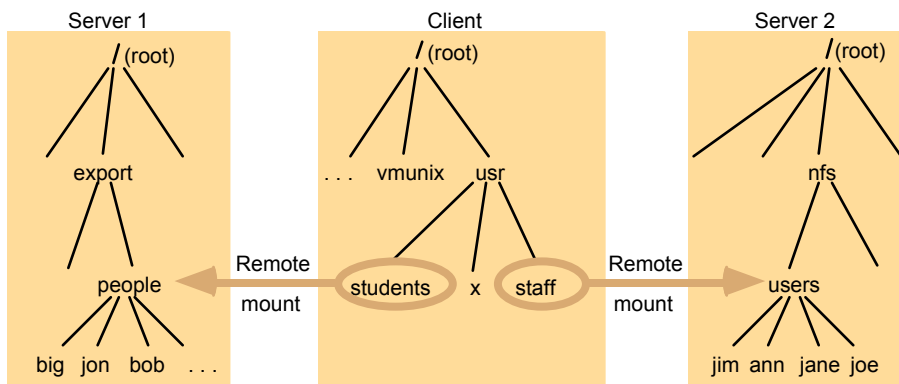 Server 1 Client Server 2
/ (root) / (root) / (root)
export . . . vmunix usr nfs
people Remote mount students x staff Remote mount users
big jon bob . . . jim ann jane joe